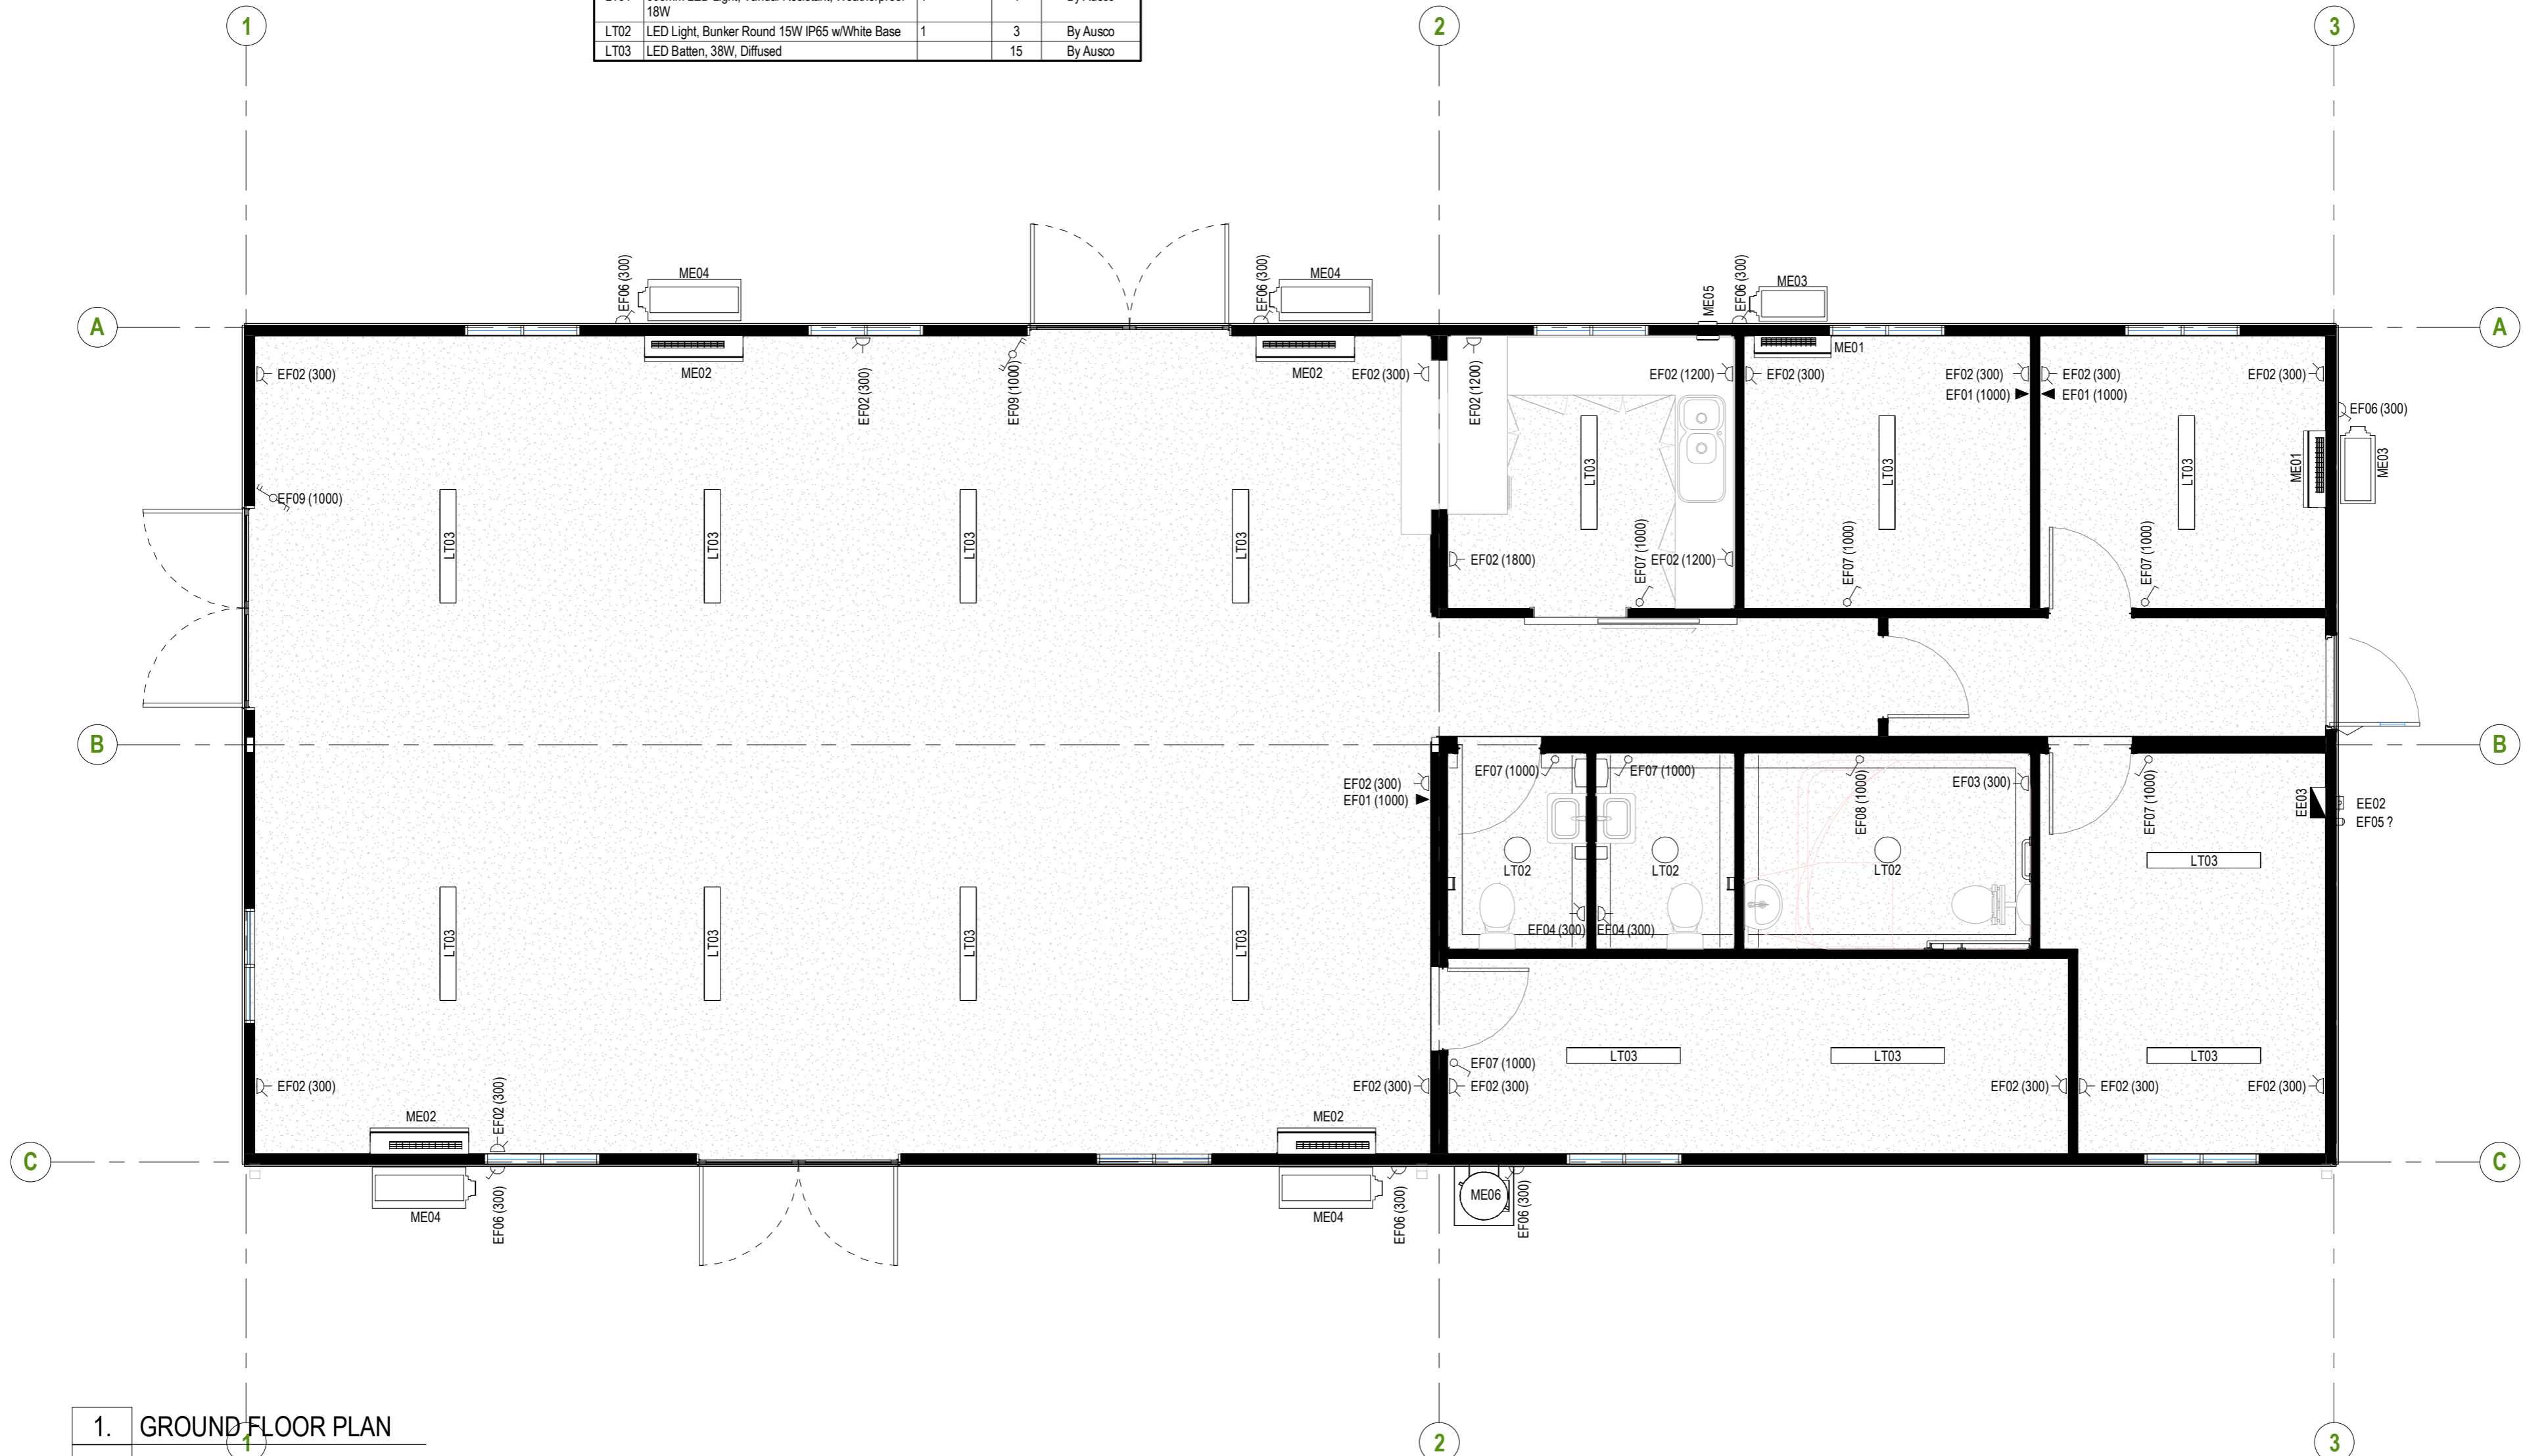 18W
LT02 LED Light, Bunker Round 15W IP65 w/White Base 1 3 By Ausco
LT03 LED Batten, 38W, Diffused 15 By Ausco
1 2 3
EF06 (300) ME04 EF06 (300) ME04 EF06 (300) ME03
ME05
A A
ME02 ME02 ME01
EF02 (300) EF02 (300) EF09 (1000) EF02 (300) EF02 (1200) EF02 (1200) EF02 (300) EF02 (300) EF02 (300) EF02 (300)
EF01 (1000) EF01 (1000)
EF06 (300)
ME01 ME03
LT03 LT03 LT03
EF09 (1000)
LT03 LT03 LT03 LT03
EF02 (1800) EF07 (1000) EF02 (1200) EF07 (1000) EF07 (1000)
B B
EF02 (300) EF07 (1000) EF07 (1000) EF08 (1000) EF03 (300) EF07 (1000)
EF01 (1000)
EE03 EE02
EF05 ?
LT02 LT02 LT02 LT03
EF04 (300) EF04 (300)
LT03 LT03 LT03 LT03
LT03 LT03 LT03
EF07 (1000)
EF02 (300) EF02 (300) EF02 (300) EF02 (300) EF02 (300) EF02 (300) EF02 (300)
ME02 ME02
C C
ME04 EF06 (300) ME04 EF06 (300) ME06 EF06 (300)
1. GROUND FLOOR PLAN
1 2 3